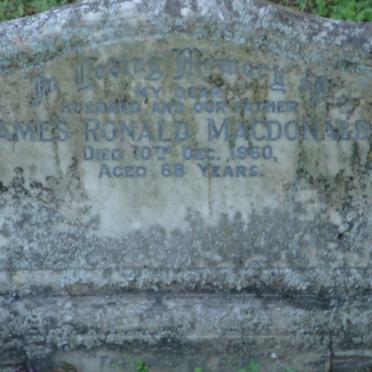 In Loving Memory of
MY DEAR
HUSBAND AND OUR FATHER
JAMES RONALD MACDONALD
DIED 10TH DEC. 1960,
AGED 68 YEARS.